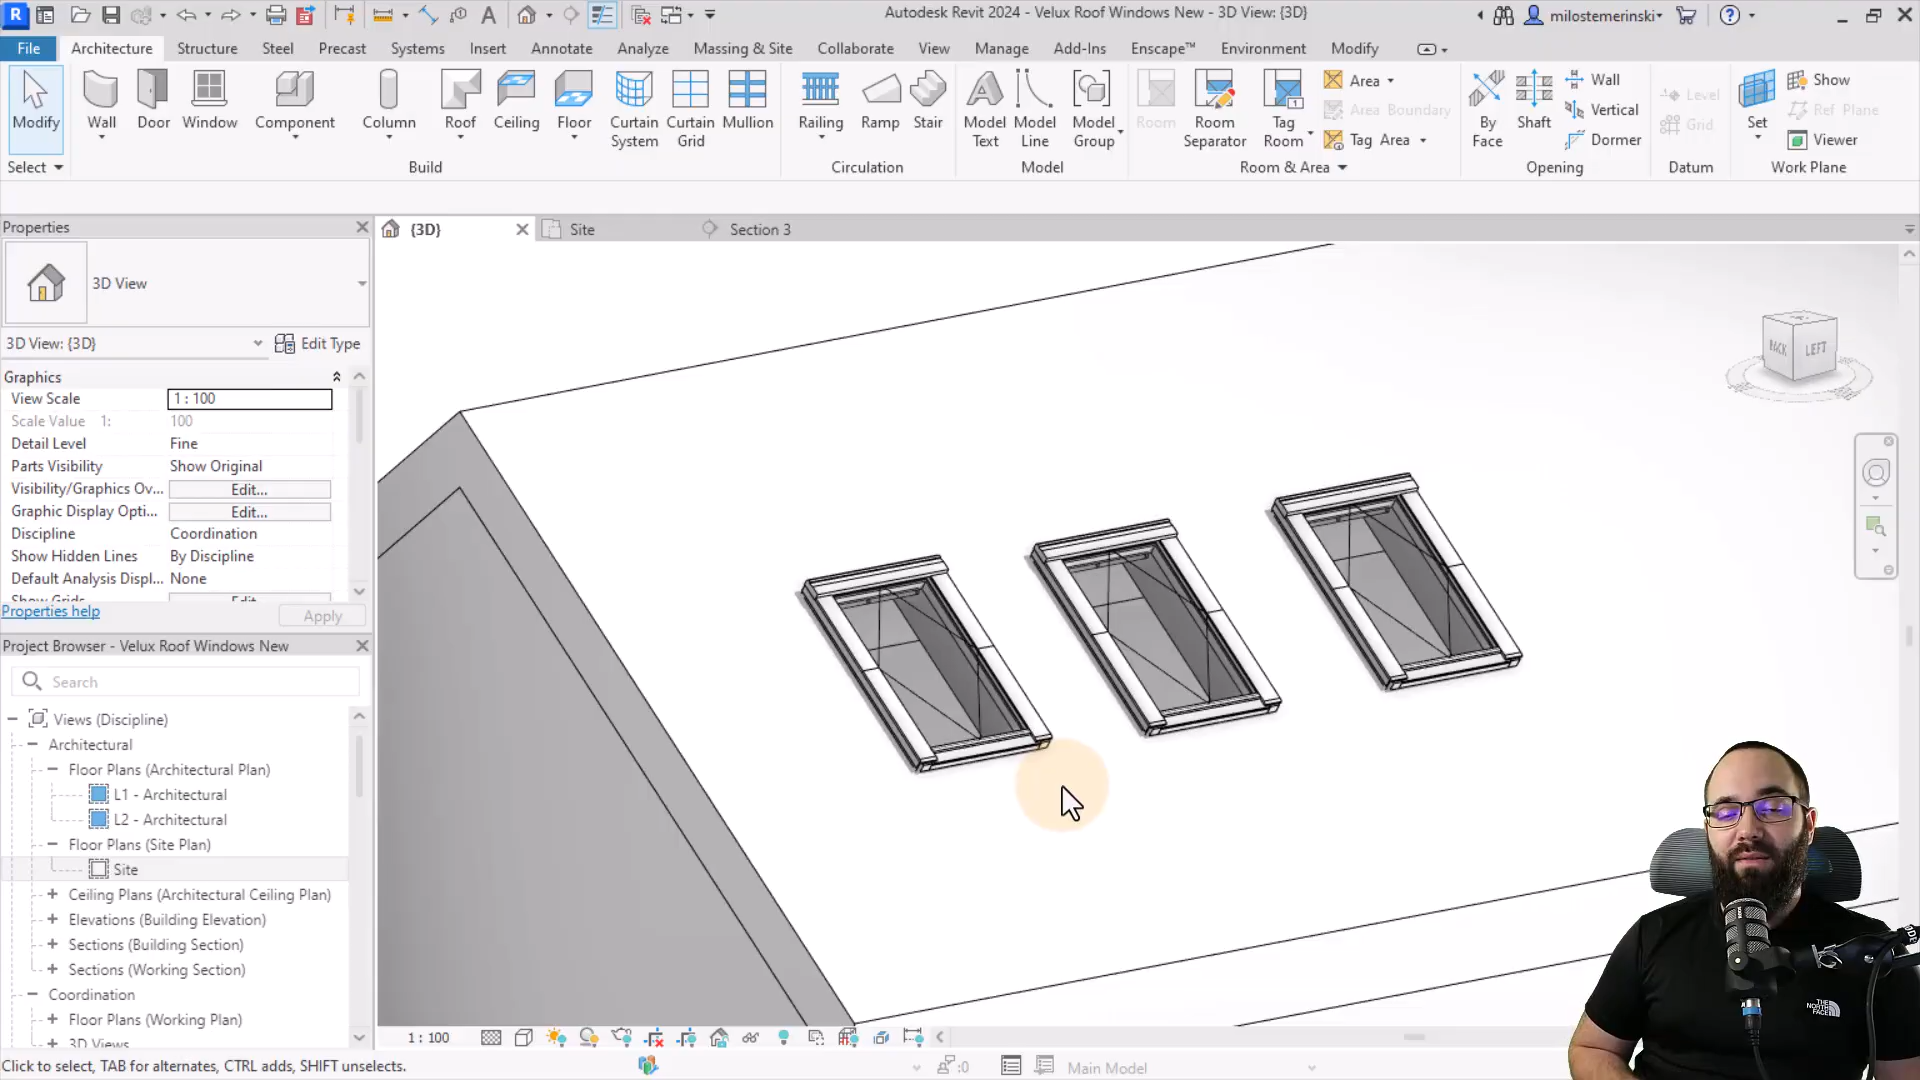 Autodesk Revit 2024 - Velux Roof Windows New - 3D View: {3D}
milostemerinski
File
Architecture
Structure
Steel
Precast
Systems
Insert
Annotate
Analyze
Massing & Site
Collaborate
View
Manage
Add-Ins
Enscape™
Environment
Modify
Modify
Wall
Door
Window
Component
Column
Roof
Ceiling
Floor
Curtain System
Curtain Grid
Mullion
Railing
Ramp
Stair
Model Text
Model Line
Model Group
Room
Room Separator
Tag Room
Area
Area Boundary
Tag Area
By Face
Shaft
Wall
Vertical
Dormer
Level
Grid
Set
Show
Ref Plane
Viewer
Select
Build
Circulation
Model
Room & Area
Opening
Datum
Work Plane
Properties
{3D}
Site
Section 3
3D View
3D View: {3D}
Edit Type
Graphics
View Scale
1 : 100
Scale Value 1:
100
Detail Level
Fine
Parts Visibility
Show Original
Visibility/Graphics Ov...
Edit...
Graphic Display Opti...
Edit...
Discipline
Coordination
Show Hidden Lines
By Discipline
Default Analysis Displ...
None
Show Grids
Edit...
Properties help
Apply
Project Browser - Velux Roof Windows New
Search
Views (Discipline)
Architectural
Floor Plans (Architectural Plan)
L1 - Architectural
L2 - Architectural
Floor Plans (Site Plan)
Site
Ceiling Plans (Architectural Ceiling Plan)
Elevations (Building Elevation)
Sections (Building Section)
Sections (Working Section)
Coordination
Floor Plans (Working Plan)
3D Views
BACK
LEFT
1 : 100
Click to select, TAB for alternates, CTRL adds, SHIFT unselects.
:0
Main Model
THE NORTH FACE